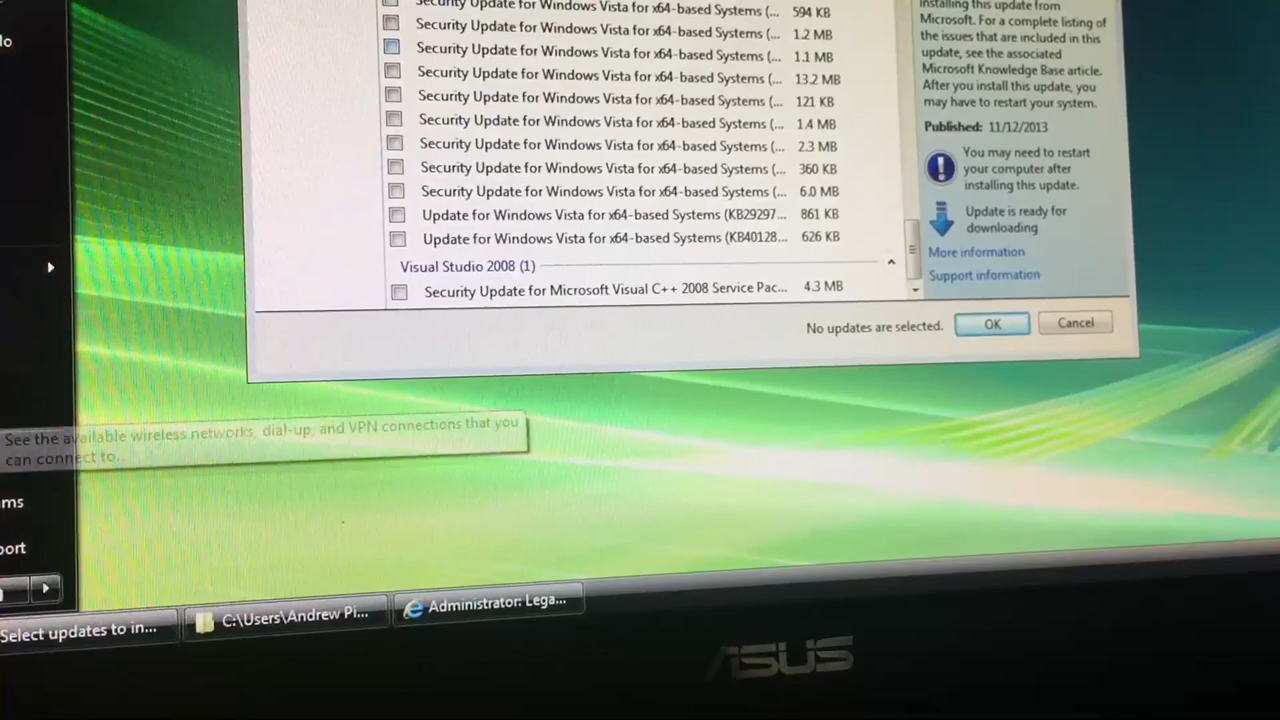 lo
Security Update for Windows Vista for x64-based Systems (... 594 KB
Security Update for Windows Vista for x64-based Systems (... 1.2 MB
Security Update for Windows Vista for x64-based Systems (... 1.1 MB
Security Update for Windows Vista for x64-based Systems (... 13.2 MB
Security Update for Windows Vista for x64-based Systems (... 121 KB
Security Update for Windows Vista for x64-based Systems (... 1.4 MB
Security Update for Windows Vista for x64-based Systems (... 2.3 MB
Security Update for Windows Vista for x64-based Systems (... 360 KB
Security Update for Windows Vista for x64-based Systems (... 6.0 MB
Update for Windows Vista for x64-based Systems (KB29297... 861 KB
Update for Windows Vista for x64-based Systems (KB40128... 626 KB
Visual Studio 2008 (1)
Security Update for Microsoft Visual C++ 2008 Service Pac... 4.3 MB
installing this update from
Microsoft. For a complete listing of
the issues that are included in this
update, see the associated
Microsoft Knowledge Base article.
After you install this update, you
may have to restart your system.
Published: 11/12/2013
You may need to restart
your computer after
installing this update.
Update is ready for
downloading
More information
Support information
No updates are selected. OK Cancel
See the available wireless networks, dial-up, and VPN connections that you
can connect to.
ms
port
Select updates to in... C:\Users\Andrew Pi... Administrator: Lega...
ASUS